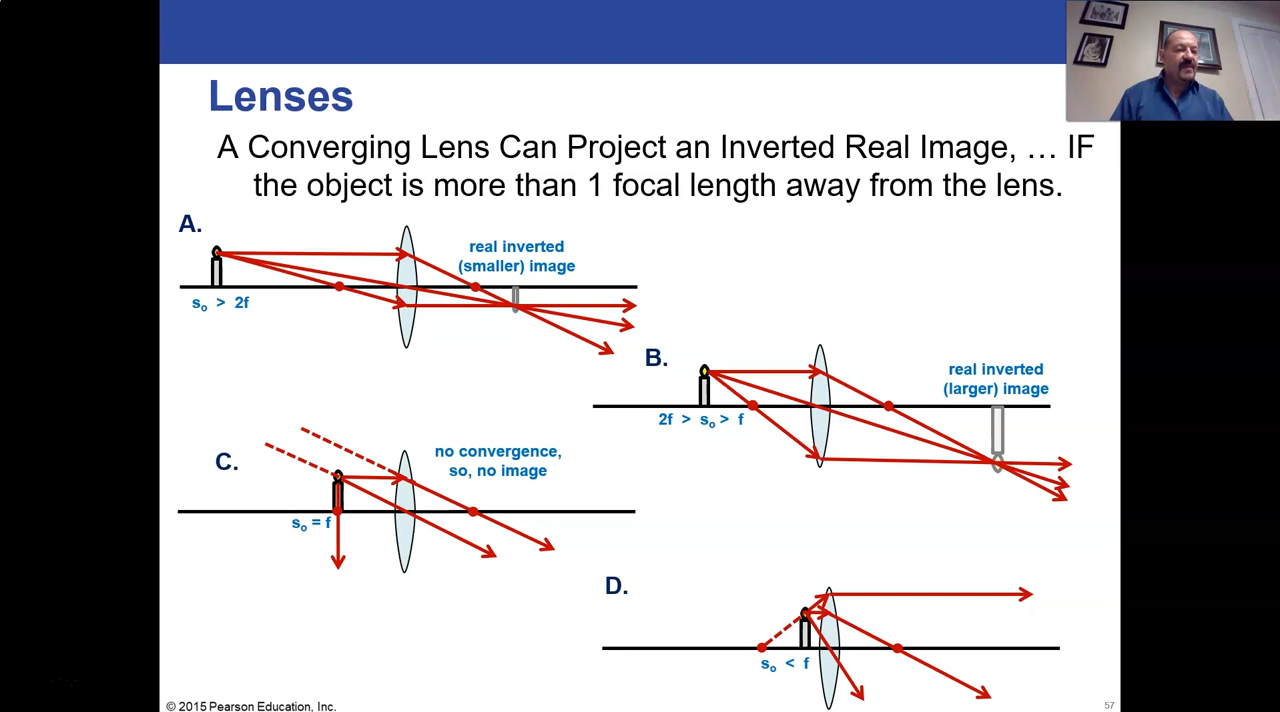 Lenses
A Converging Lens Can Project an Inverted Real Image, … IF
the object is more than 1 focal length away from the lens.
A.
real inverted
(smaller) image
so > 2f
B.
real inverted
(larger) image
2f > so > f
C.
no convergence,
so, no image
so = f
D.
so < f
© 2015 Pearson Education, Inc.
57